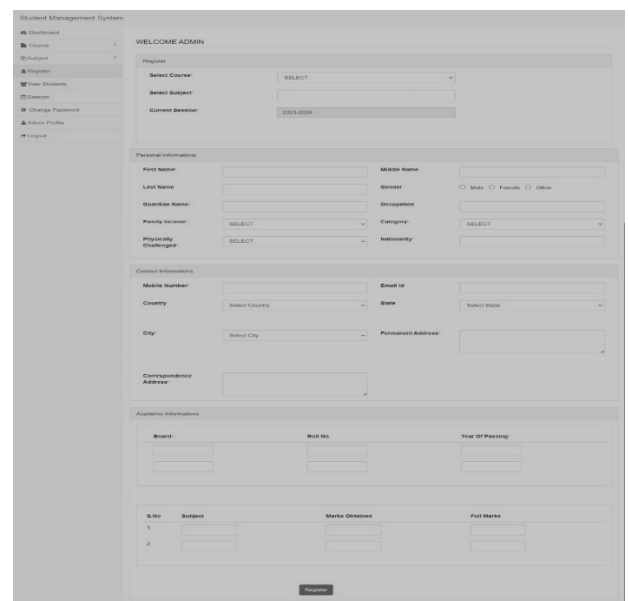 Student Management System
Dashboard
Course
Subject
Register
View Students
Session
Change Password
Admin Profile
Logout
WELCOME ADMIN
Register
Select Course*
SELECT
Select Subject*
Current Session*
2023-2024
Personal Informations
First Name*
Middle Name
Last Name
Gender
Male Female Other
Guardian Name*
Occupation
Family Income*
SELECT
Category*
SELECT
Physically Challenged*
SELECT
Nationality*
Contact Informations
Mobile Number*
Email Id
Country
Select Country
State
Select State
City*
Select City
Permanent Address*
Correspondence Address*
Academic Informations
Board* Roll No Year Of Passing*
S.No Subject Marks Obtained Full Marks
1
2
Register